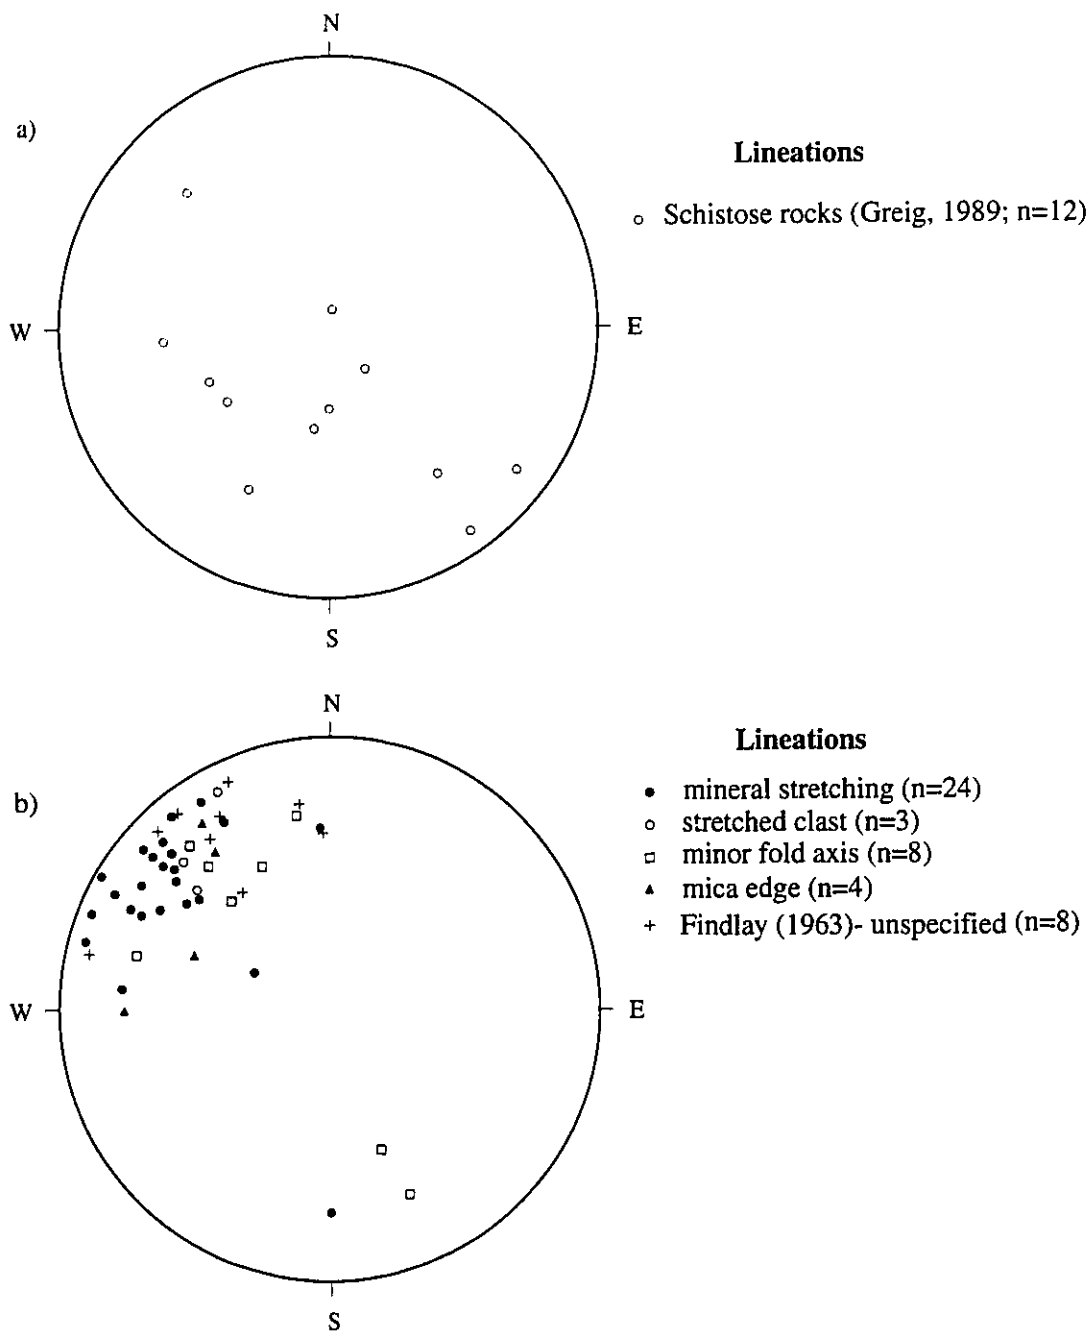 N
a)
Lineations
Schistose rocks (Greig, 1989; n=12)
W
E
S
N
Lineations
b)
mineral stretching (n=24)
stretched clast (n=3)
minor fold axis (n=8)
mica edge (n=4)
Findlay (1963)- unspecified (n=8)
W
E
S